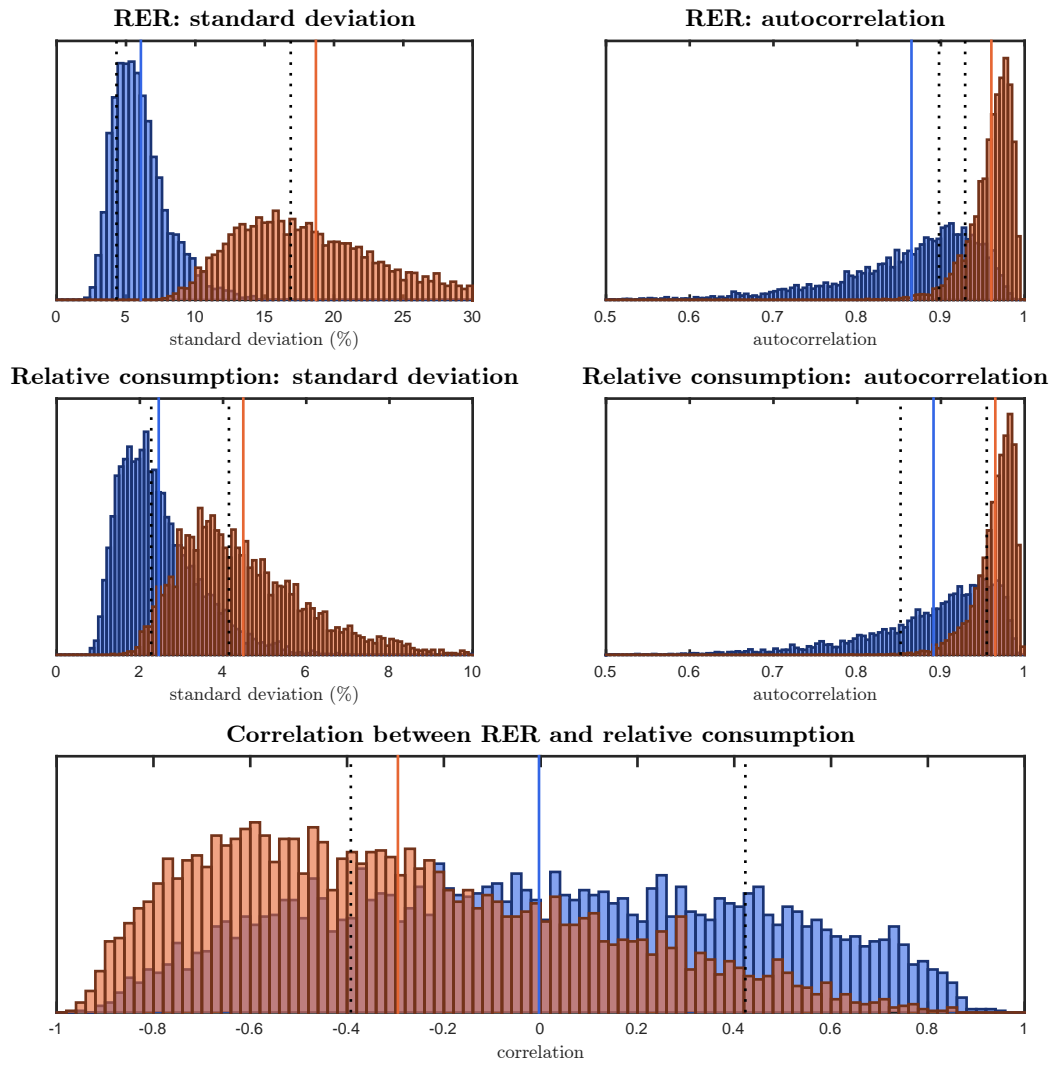 RER: standard deviation
0 5 10 15 20 25 30
standard deviation (%)
RER: autocorrelation
0.5 0.6 0.7 0.8 0.9 1
autocorrelation
Relative consumption: standard deviation
0 2 4 6 8 10
standard deviation (%)
Relative consumption: autocorrelation
0.5 0.6 0.7 0.8 0.9 1
autocorrelation
Correlation between RER and relative consumption
-1 -0.8 -0.6 -0.4 -0.2 0 0.2 0.4 0.6 0.8 1
correlation